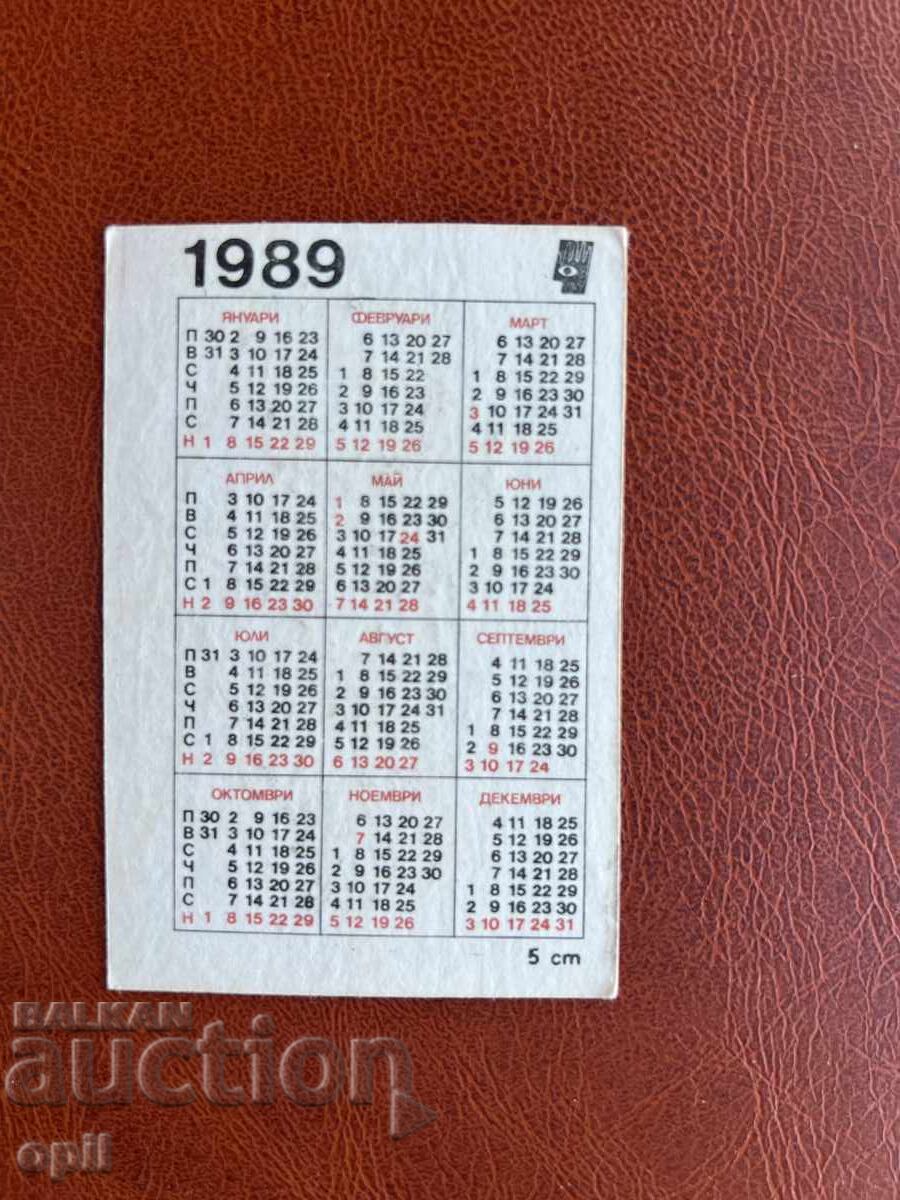 1989
ЯНУАРИ
П 30 2 9 16 23
В 31 3 10 17 24
С 4 11 18 25
Ч 5 12 19 26
П 6 13 20 27
С 7 14 21 28
Н 1 8 15 22 29
ФЕВРУАРИ
6 13 20 27
7 14 21 28
1 8 15 22
2 9 16 23
3 10 17 24
4 11 18 25
5 12 19 26
МАРТ
6 13 20 27
7 14 21 28
1 8 15 22 29
2 9 16 23 30
3 10 17 24 31
4 11 18 25
5 12 19 26
АПРИЛ
П 3 10 17 24
В 4 11 18 25
С 5 12 19 26
Ч 6 13 20 27
П 7 14 21 28
С 1 8 15 22 29
Н 2 9 16 23 30
МАЙ
1 8 15 22 29
2 9 16 23 30
3 10 17 24 31
4 11 18 25
5 12 19 26
6 13 20 27
7 14 21 28
ЮНИ
5 12 19 26
6 13 20 27
7 14 21 28
1 8 15 22 29
2 9 16 23 30
3 10 17 24
4 11 18 25
ЮЛИ
П 31 3 10 17 24
В 4 11 18 25
С 5 12 19 26
Ч 6 13 20 27
П 7 14 21 28
С 1 8 15 22 29
Н 2 9 16 23 30
АВГУСТ
7 14 21 28
1 8 15 22 29
2 9 16 23 30
3 10 17 24 31
4 11 18 25
5 12 19 26
6 13 20 27
СЕПТЕМВРИ
4 11 18 25
5 12 19 26
6 13 20 27
7 14 21 28
1 8 15 22 29
2 9 16 23 30
3 10 17 24
ОКТОМВРИ
П 30 2 9 16 23
В 31 3 10 17 24
С 4 11 18 25
Ч 5 12 19 26
П 6 13 20 27
С 7 14 21 28
Н 1 8 15 22 29
НОЕМВРИ
6 13 20 27
7 14 21 28
1 8 15 22 29
2 9 16 23 30
3 10 17 24
4 11 18 25
5 12 19 26
ДЕКЕМВРИ
4 11 18 25
5 12 19 26
6 13 20 27
7 14 21 28
1 8 15 22 29
2 9 16 23 30
3 10 17 24 31
5 cm
BALKAN
auction
opil